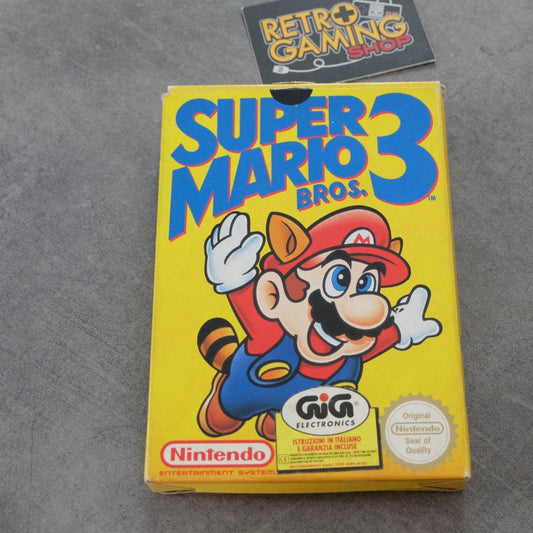 RETRO
GAMING
SHOP
SUPER
MARIO 3
BROS. TM
M
GiG
ELECTRONICS
ISTRUZIONI IN ITALIANO
E GARANZIA INCLUSE
Original
Nintendo
Seal of
Quality
Nintendo
ENTERTAINMENT SYSTEM